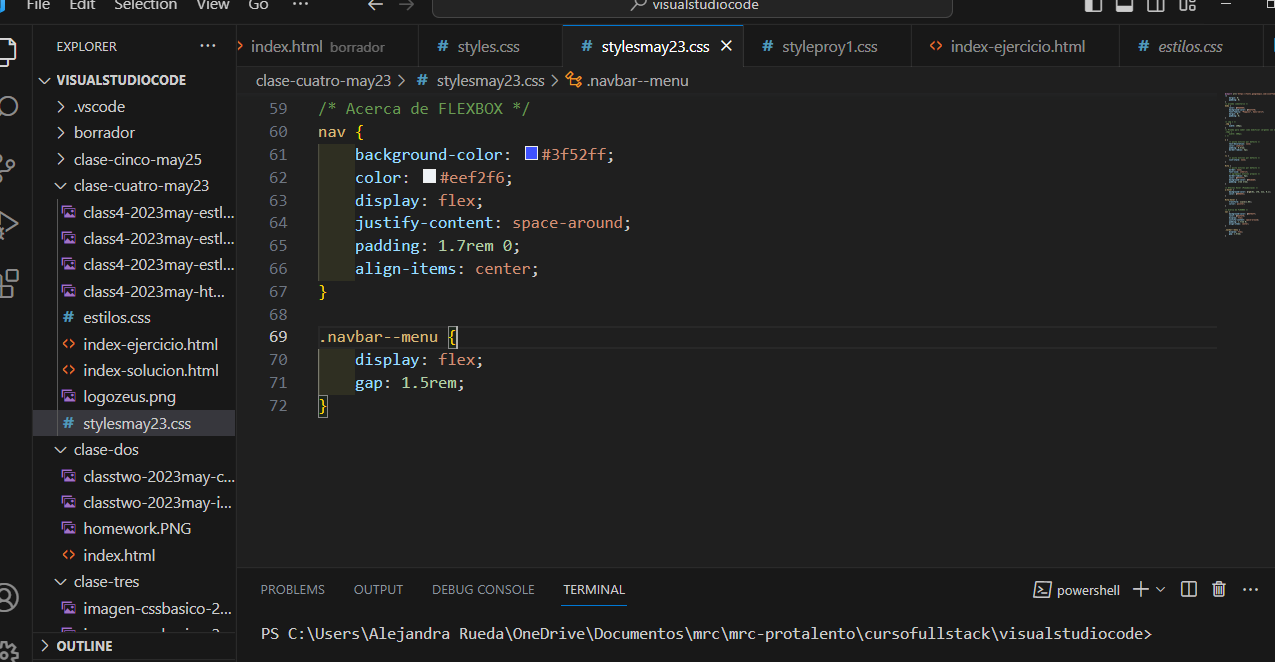 File Edit Selection View Go ··· visualstudiocode
EXPLORER ···
VISUALSTUDIOCODE
.vscode
borrador
clase-cinco-may25
clase-cuatro-may23
class4-2023may-estl...
class4-2023may-estl...
class4-2023may-estl...
class4-2023may-ht...
estilos.css
index-ejercicio.html
index-solucion.html
logozeus.png
stylesmay23.css
clase-dos
classtwo-2023may-c...
classtwo-2023may-i...
homework.PNG
index.html
clase-tres
imagen-cssbasico-2...
OUTLINE
index.html borrador # styles.css # stylesmay23.css # styleproy1.css index-ejercicio.html # estilos.css
clase-cuatro-may23 > # stylesmay23.css > .navbar--menu
59 /* Acerca de FLEXBOX */
60 nav {
61 background-color: #3f52ff;
62 color: #eef2f6;
63 display: flex;
64 justify-content: space-around;
65 padding: 1.7rem 0;
66 align-items: center;
67 }
68
69 .navbar--menu {
70 display: flex;
71 gap: 1.5rem;
72 }
PROBLEMS OUTPUT DEBUG CONSOLE TERMINAL powershell
PS C:\Users\Alejandra Rueda\OneDrive\Documentos\mrc\mrc-protalento\cursofullstack\visualstudiocode>